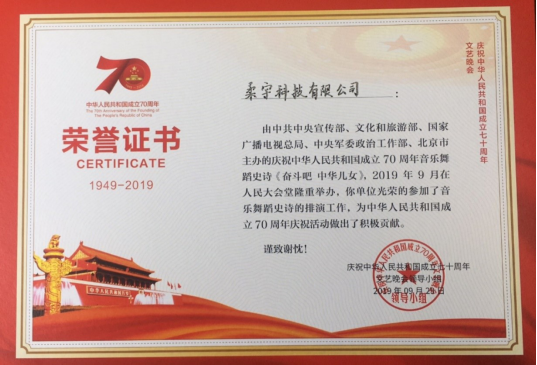 70
中华人民共和国成立70周年
The 70th Anniversary of the Founding of
The People's Republic of China
荣誉证书
CERTIFICATE
1949-2019
庆祝中华人民共和国成立七十周年
文艺晚会
科技有限公司：
由中共中央宣传部、文化和旅游部、国家
广播电视总局、中央军委政治工作部、北京市
主办的庆祝中华人民共和国成立70周年音乐舞
蹈史诗《奋斗吧 中华儿女》，2019年9月在
人民大会堂隆重举办，你单位光荣的参加了音
乐舞蹈史诗的排演工作，为中华人民共和国成
立70周年庆祝活动做出了积极贡献。
谨致谢忱！
庆祝中华人民共和国成立七十周年
文艺晚会领导小组
2019年09月29日
领导小组